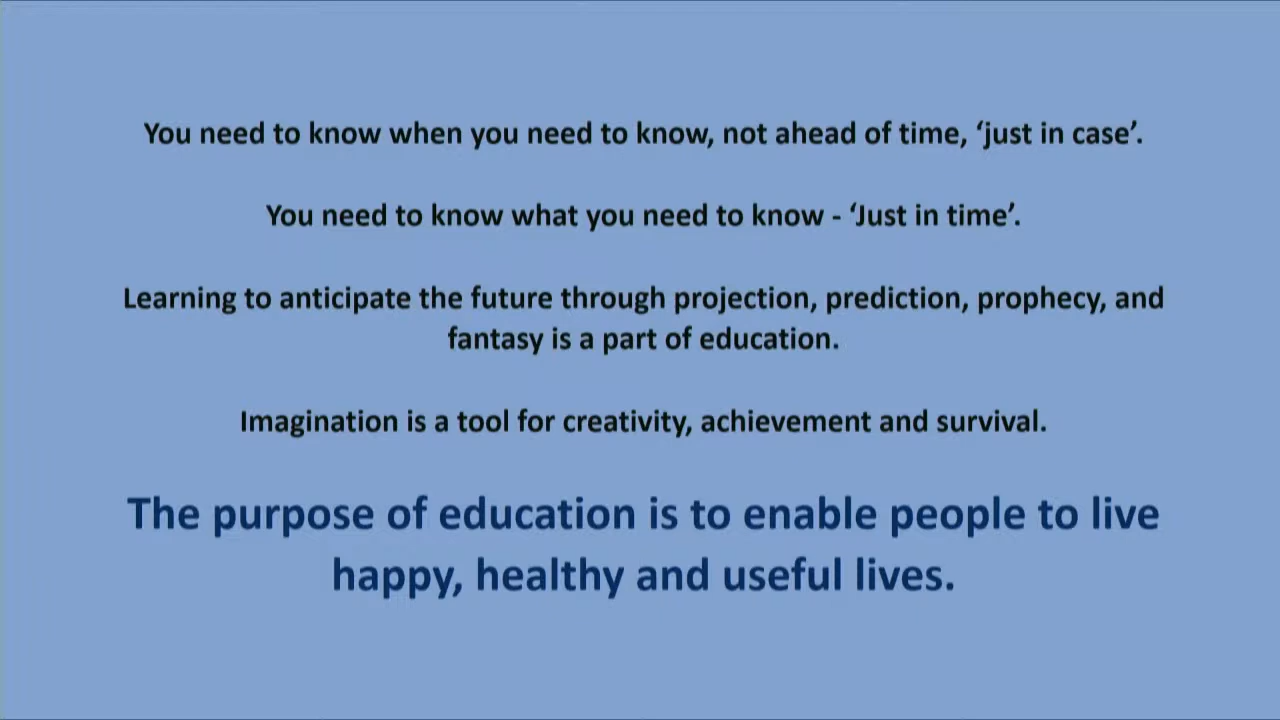 You need to know when you need to know, not ahead of time, ‘just in case’.
You need to know what you need to know - ‘Just in time’.
Learning to anticipate the future through projection, prediction, prophecy, and
fantasy is a part of education.
Imagination is a tool for creativity, achievement and survival.
The purpose of education is to enable people to live
happy, healthy and useful lives.